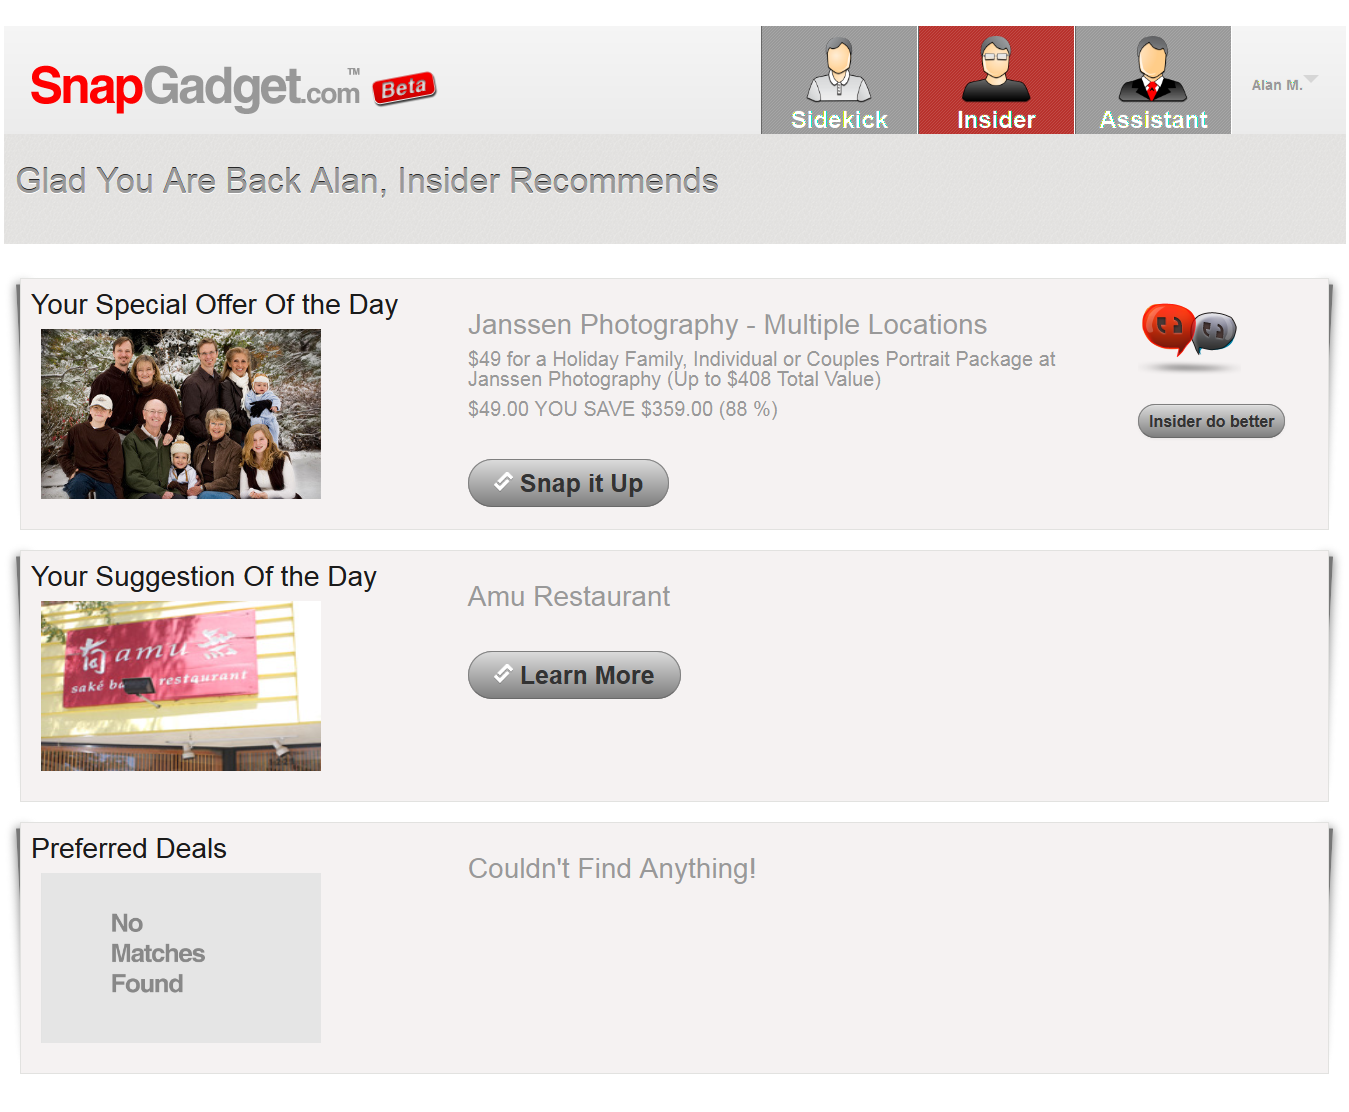 SnapGadget.com™ Beta
Sidekick
Insider
Assistant
Alan M.
Glad You Are Back Alan, Insider Recommends
Your Special Offer Of the Day
Janssen Photography - Multiple Locations
$49 for a Holiday Family, Individual or Couples Portrait Package at
Janssen Photography (Up to $408 Total Value)
$49.00 YOU SAVE $359.00 (88 %)
Insider do better
Snap it Up
Your Suggestion Of the Day
amu
saké restaurant
Amu Restaurant
Learn More
Preferred Deals
No
Matches
Found
Couldn't Find Anything!